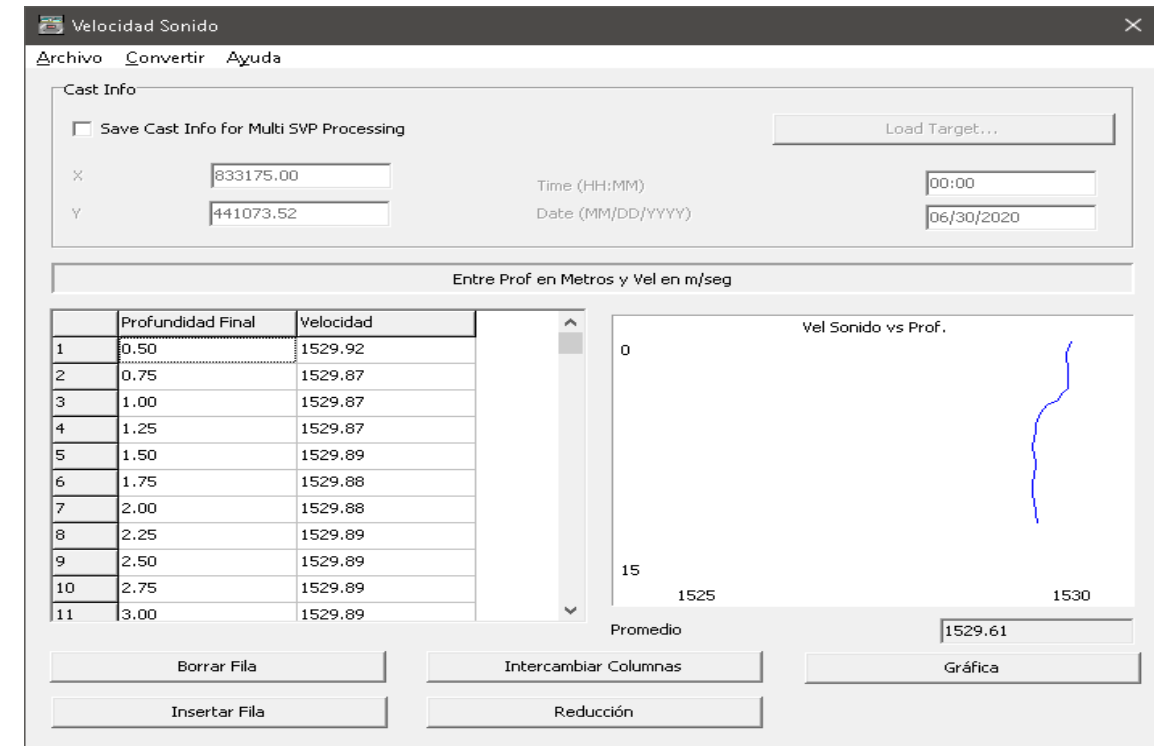 Velocidad Sonido
Archivo Convertir Ayuda
Cast Info
Save Cast Info for Multi SVP Processing
Load Target...
X 833175.00 Time (HH:MM) 00:00
Y 441073.52 Date (MM/DD/YYYY) 06/30/2020
Entre Prof en Metros y Vel en m/seg
Profundidad Final Velocidad
1 0.50 1529.92
2 0.75 1529.87
3 1.00 1529.87
4 1.25 1529.87
5 1.50 1529.89
6 1.75 1529.88
7 2.00 1529.88
8 2.25 1529.89
9 2.50 1529.89
10 2.75 1529.89
11 3.00 1529.89
Vel Sonido vs Prof.
0
15
1525 1530
Promedio 1529.61
Borrar Fila Intercambiar Columnas Gráfica
Insertar Fila Reducción